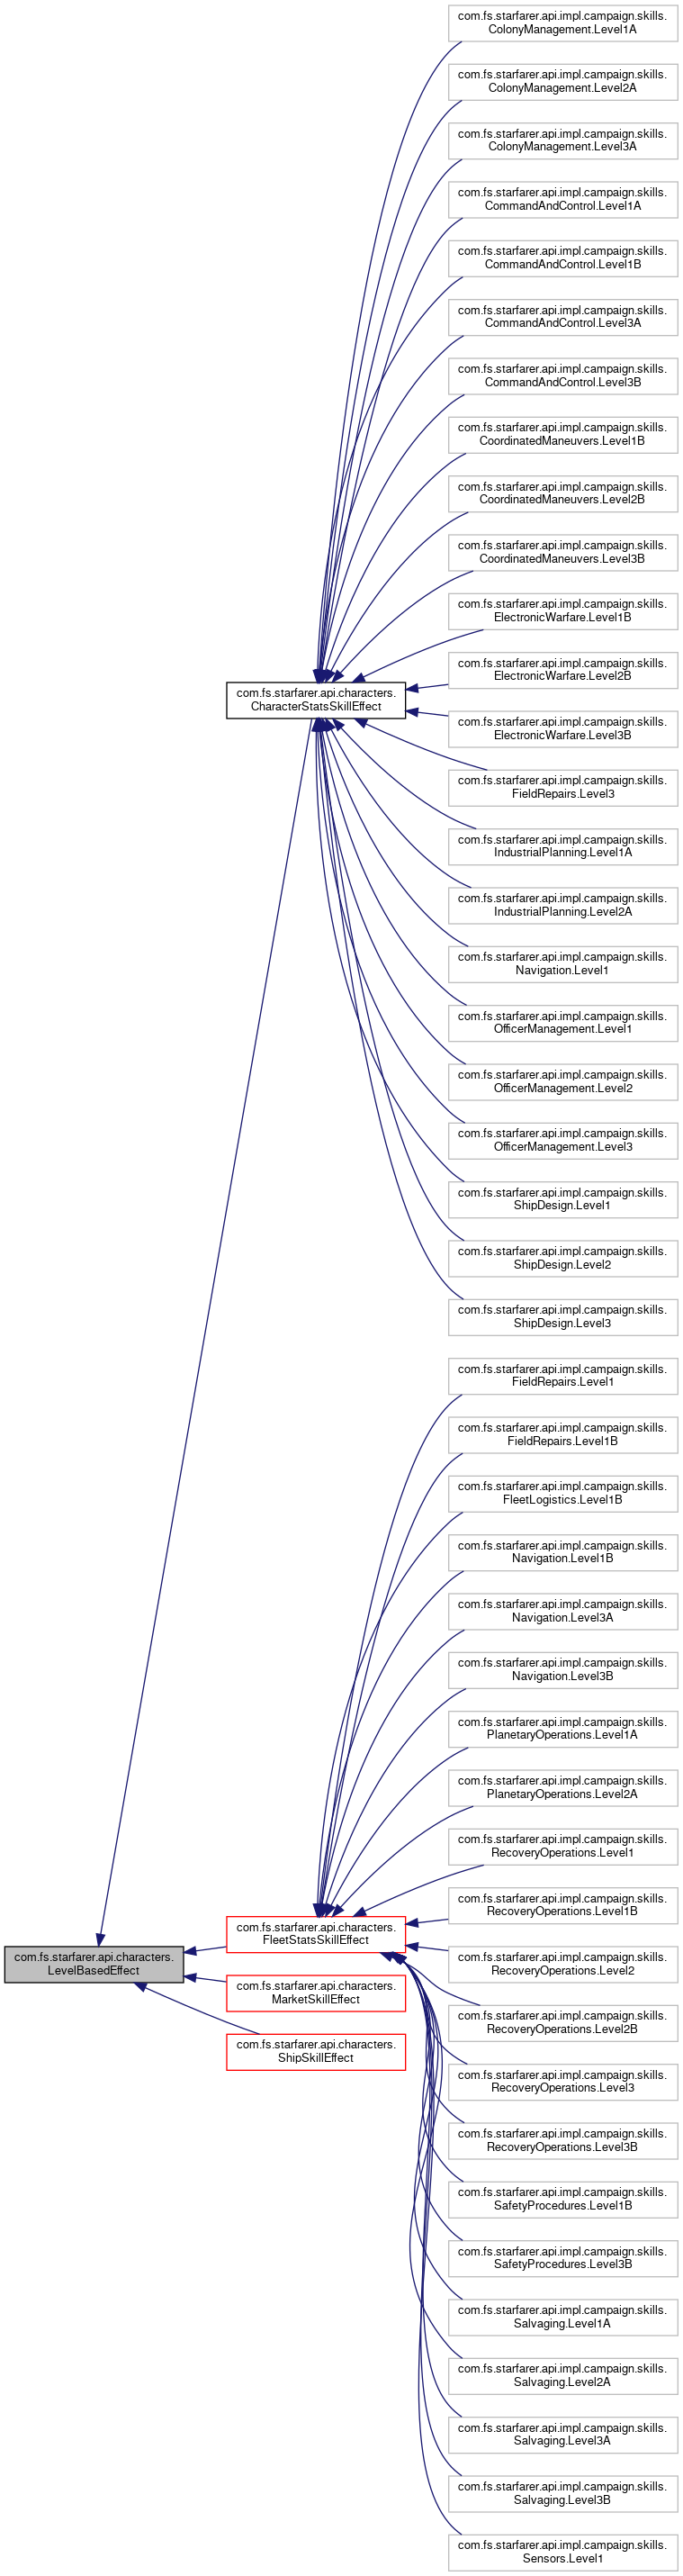 com.fs.starfarer.api.impl.campaign.skills.
ColonyManagement.Level1A
com.fs.starfarer.api.impl.campaign.skills.
ColonyManagement.Level2A
com.fs.starfarer.api.impl.campaign.skills.
ColonyManagement.Level3A
com.fs.starfarer.api.impl.campaign.skills.
CommandAndControl.Level1A
com.fs.starfarer.api.impl.campaign.skills.
CommandAndControl.Level1B
com.fs.starfarer.api.impl.campaign.skills.
CommandAndControl.Level3A
com.fs.starfarer.api.impl.campaign.skills.
CommandAndControl.Level3B
com.fs.starfarer.api.impl.campaign.skills.
CoordinatedManeuvers.Level1B
com.fs.starfarer.api.impl.campaign.skills.
CoordinatedManeuvers.Level2B
com.fs.starfarer.api.impl.campaign.skills.
CoordinatedManeuvers.Level3B
com.fs.starfarer.api.impl.campaign.skills.
ElectronicWarfare.Level1B
com.fs.starfarer.api.impl.campaign.skills.
ElectronicWarfare.Level2B
com.fs.starfarer.api.characters.
CharacterStatsSkillEffect
com.fs.starfarer.api.impl.campaign.skills.
ElectronicWarfare.Level3B
com.fs.starfarer.api.impl.campaign.skills.
FieldRepairs.Level3
com.fs.starfarer.api.impl.campaign.skills.
IndustrialPlanning.Level1A
com.fs.starfarer.api.impl.campaign.skills.
IndustrialPlanning.Level2A
com.fs.starfarer.api.impl.campaign.skills.
Navigation.Level1
com.fs.starfarer.api.impl.campaign.skills.
OfficerManagement.Level1
com.fs.starfarer.api.impl.campaign.skills.
OfficerManagement.Level2
com.fs.starfarer.api.impl.campaign.skills.
OfficerManagement.Level3
com.fs.starfarer.api.impl.campaign.skills.
ShipDesign.Level1
com.fs.starfarer.api.impl.campaign.skills.
ShipDesign.Level2
com.fs.starfarer.api.impl.campaign.skills.
ShipDesign.Level3
com.fs.starfarer.api.impl.campaign.skills.
FieldRepairs.Level1
com.fs.starfarer.api.impl.campaign.skills.
FieldRepairs.Level1B
com.fs.starfarer.api.impl.campaign.skills.
FleetLogistics.Level1B
com.fs.starfarer.api.impl.campaign.skills.
Navigation.Level1B
com.fs.starfarer.api.impl.campaign.skills.
Navigation.Level3A
com.fs.starfarer.api.impl.campaign.skills.
Navigation.Level3B
com.fs.starfarer.api.impl.campaign.skills.
PlanetaryOperations.Level1A
com.fs.starfarer.api.impl.campaign.skills.
PlanetaryOperations.Level2A
com.fs.starfarer.api.impl.campaign.skills.
RecoveryOperations.Level1
com.fs.starfarer.api.impl.campaign.skills.
RecoveryOperations.Level1B
com.fs.starfarer.api.characters.
FleetStatsSkillEffect
com.fs.starfarer.api.characters.
LevelBasedEffect
com.fs.starfarer.api.impl.campaign.skills.
RecoveryOperations.Level2
com.fs.starfarer.api.characters.
MarketSkillEffect
com.fs.starfarer.api.impl.campaign.skills.
RecoveryOperations.Level2B
com.fs.starfarer.api.characters.
ShipSkillEffect
com.fs.starfarer.api.impl.campaign.skills.
RecoveryOperations.Level3
com.fs.starfarer.api.impl.campaign.skills.
RecoveryOperations.Level3B
com.fs.starfarer.api.impl.campaign.skills.
SafetyProcedures.Level1B
com.fs.starfarer.api.impl.campaign.skills.
SafetyProcedures.Level3B
com.fs.starfarer.api.impl.campaign.skills.
Salvaging.Level1A
com.fs.starfarer.api.impl.campaign.skills.
Salvaging.Level2A
com.fs.starfarer.api.impl.campaign.skills.
Salvaging.Level3A
com.fs.starfarer.api.impl.campaign.skills.
Salvaging.Level3B
com.fs.starfarer.api.impl.campaign.skills.
Sensors.Level1